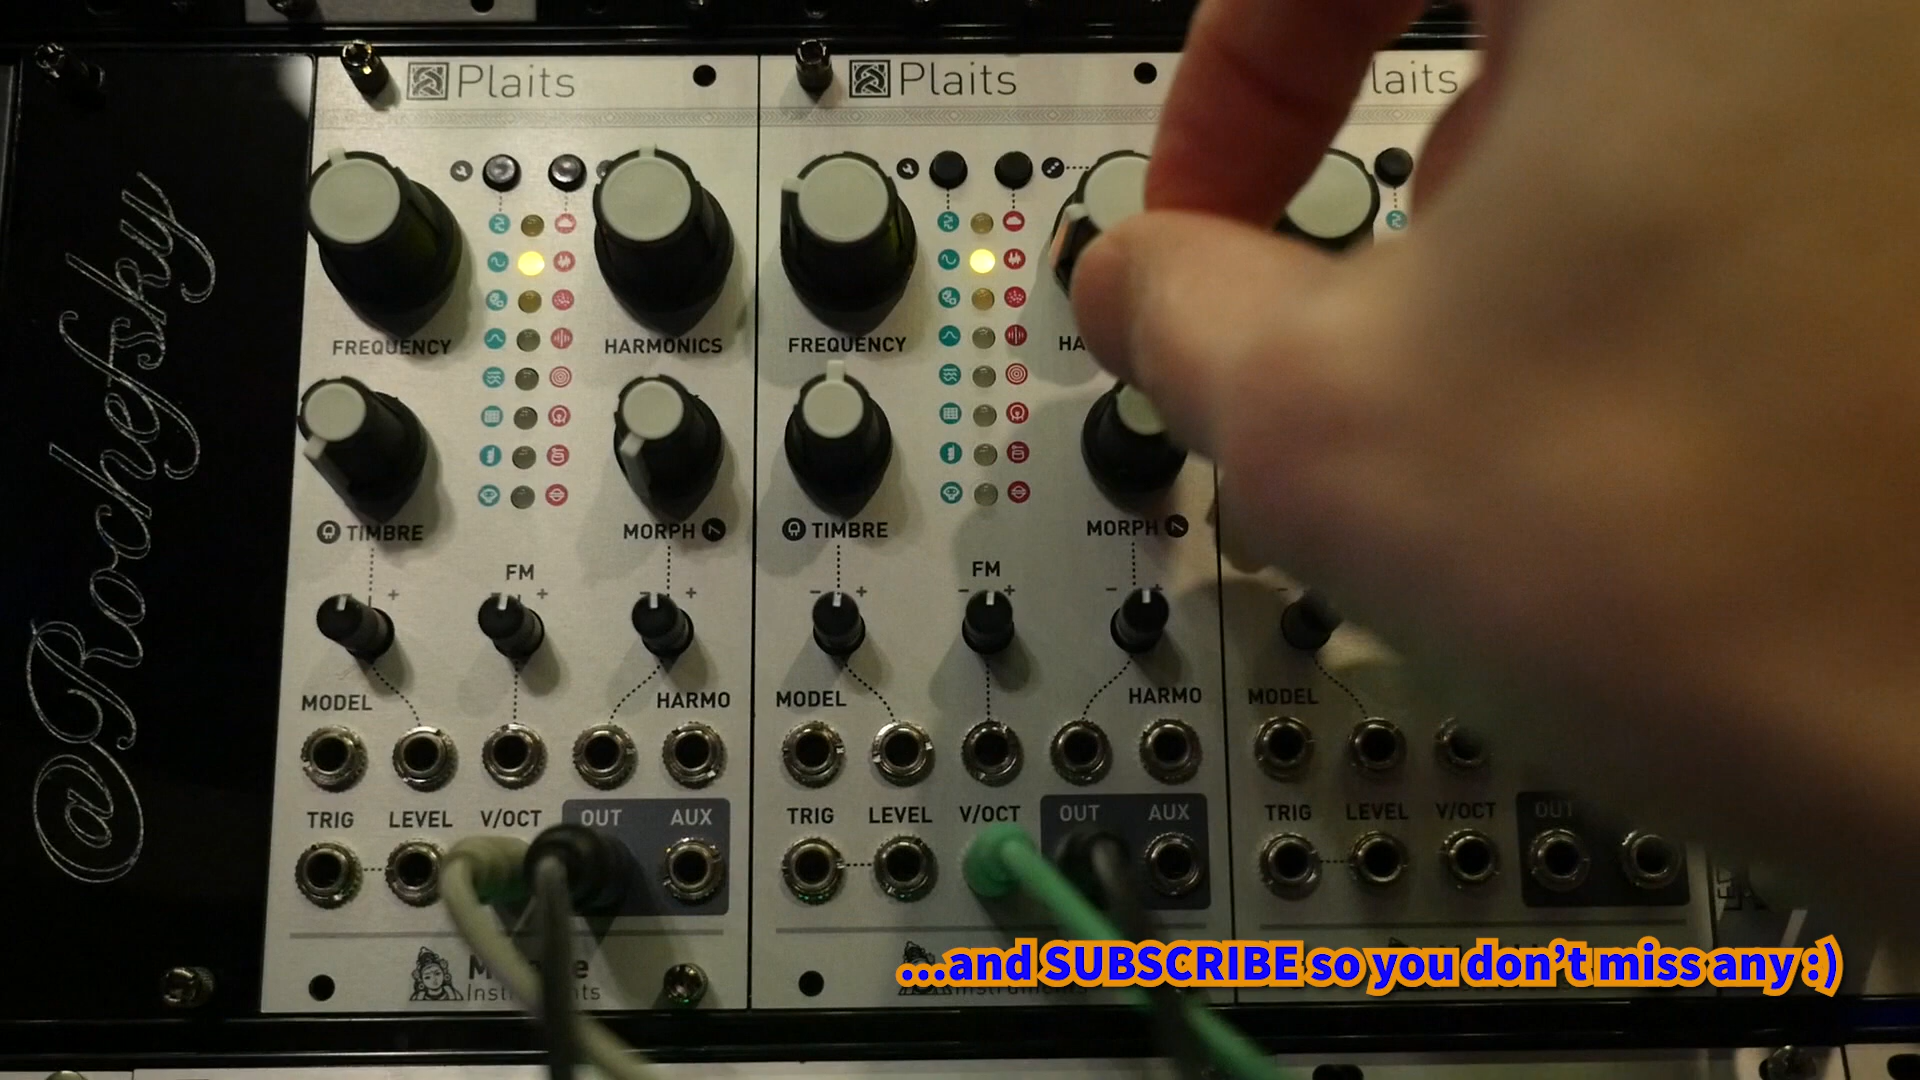 @Rochefsky
Plaits
Plaits
laits
FREQUENCY
HARMONICS
FREQUENCY
HA
TIMBRE
MORPH
TIMBRE
MORPH
FM
FM
+
+
+
−
+
−
+
−
+
−
MODEL
HARMO
MODEL
HARMO
MODEL
TRIG
LEVEL
V/OCT
OUT
AUX
TRIG
LEVEL
V/OCT
OUT
AUX
TRIG
LEVEL
V/OCT
OUT
...and SUBSCRIBE so you don't miss any :)